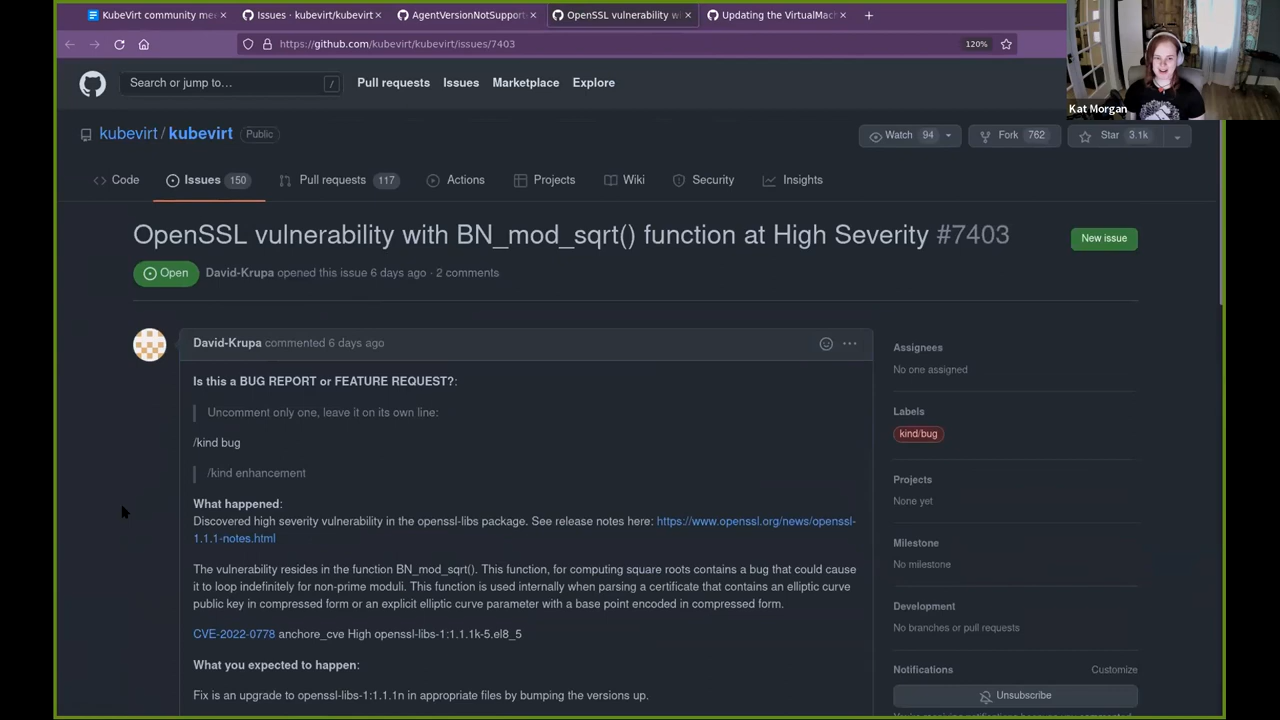 KubeVirt community me
Issues · kubevirt/kubevirt
AgentVersionNotSupport
OpenSSL vulnerability w
Updating the VirtualMac
https://github.com/kubevirt/kubevirt/issues/7403
120%
Kat Morgan
Search or jump to…
/
Pull requests
Issues
Marketplace
Explore
kubevirt / kubevirt
Public
Watch 94
Fork 762
Star 3.1k
Code
Issues 150
Pull requests 117
Actions
Projects
Wiki
Security
Insights
OpenSSL vulnerability with BN_mod_sqrt() function at High Severity #7403
New issue
Open
David-Krupa opened this issue 6 days ago · 2 comments
David-Krupa commented 6 days ago
Is this a BUG REPORT or FEATURE REQUEST?:
Uncomment only one, leave it on its own line:
/kind bug
/kind enhancement
What happened:
Discovered high severity vulnerability in the openssl-libs package. See release notes here: https://www.openssl.org/news/openssl-
1.1.1-notes.html
The vulnerability resides in the function BN_mod_sqrt(). This function, for computing square roots contains a bug that could cause
it to loop indefinitely for non-prime moduli. This function is used internally when parsing a certificate that contains an elliptic curve
public key in compressed form or an explicit elliptic curve parameter with a base point encoded in compressed form.
CVE-2022-0778 anchore_cve High openssl-libs-1:1.1.1k-5.el8_5
What you expected to happen:
Fix is an upgrade to openssl-libs-1:1.1.1n in appropriate files by bumping the versions up.
Assignees
No one assigned
Labels
kind/bug
Projects
None yet
Milestone
No milestone
Development
No branches or pull requests
Notifications
Customize
Unsubscribe